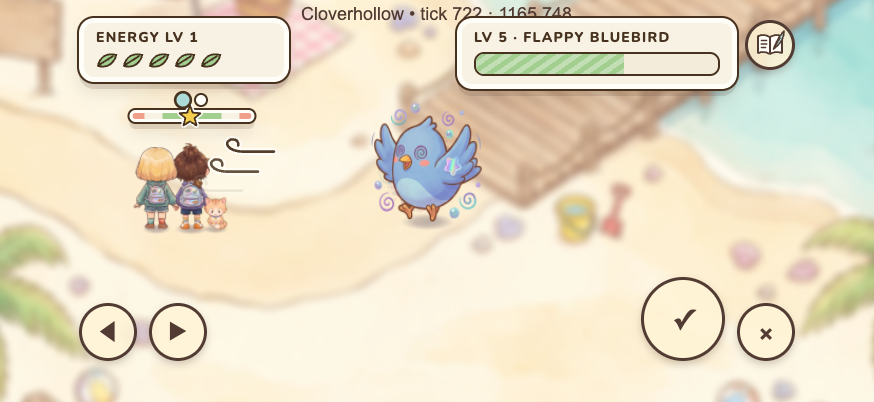 Cloverhollow • tick 722 · 1165,748
ENERGY LV 1
LV 5 · FLAPPY BLUEBIRD